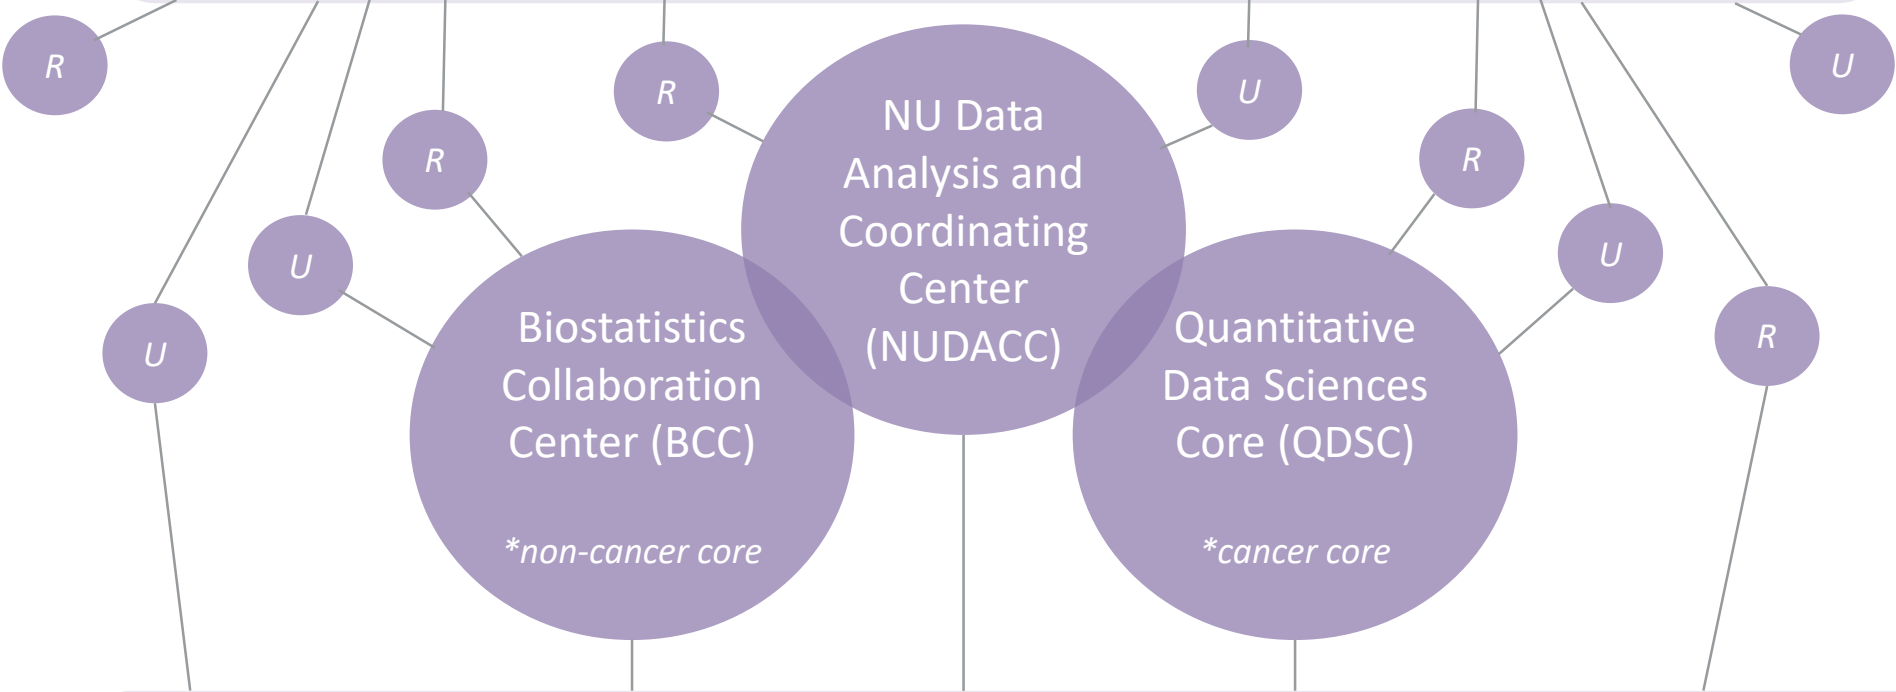 R
U
R
U
R
NU Data
Analysis and
Coordinating
Center
(NUDACC)
U
R
U
R
U
Biostatistics
Collaboration
Center (BCC)
*non-cancer core
Quantitative
Data Sciences
Core (QDSC)
*cancer core